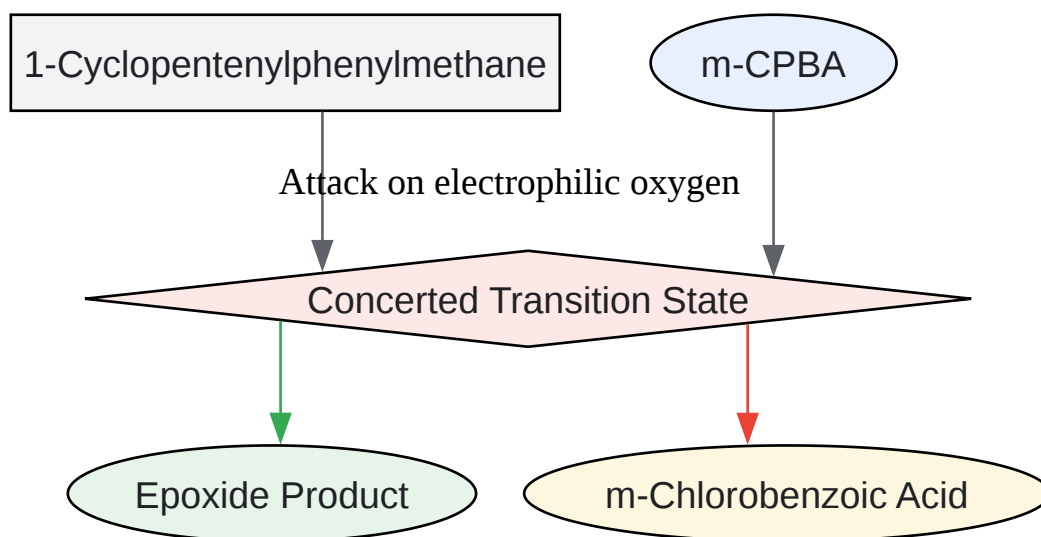 1-Cyclopentenylphenylmethane
m-CPBA
Attack on electrophilic oxygen
Concerted Transition State
Epoxide Product
m-Chlorobenzoic Acid